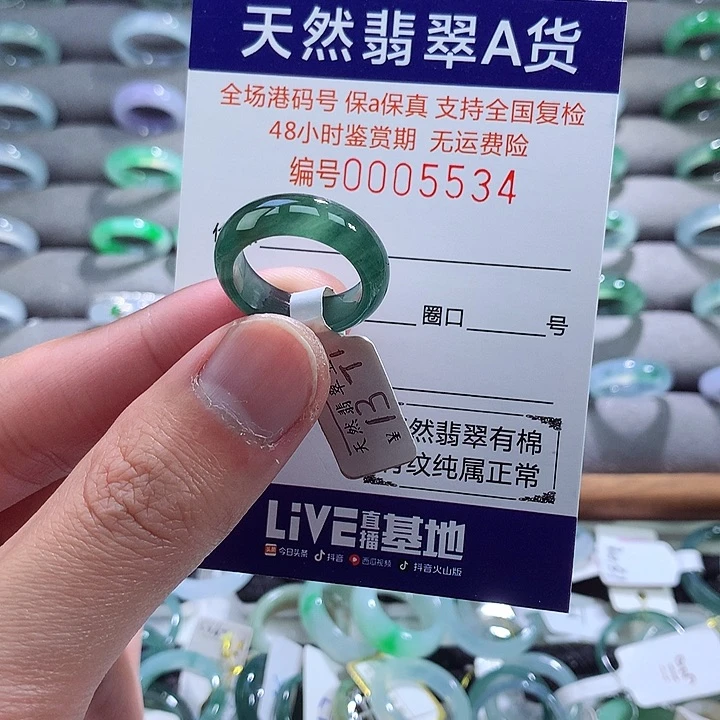 天然翡翠A货
全场港码号 保a保真 支持全国复检
48小时鉴赏期 无运费险
编号0005534
圈口 号
天然翡翠
13
然翡翠有棉
纹纯属正常
LiVE直播基地
今日头条 抖音 西瓜视频 抖音火山版